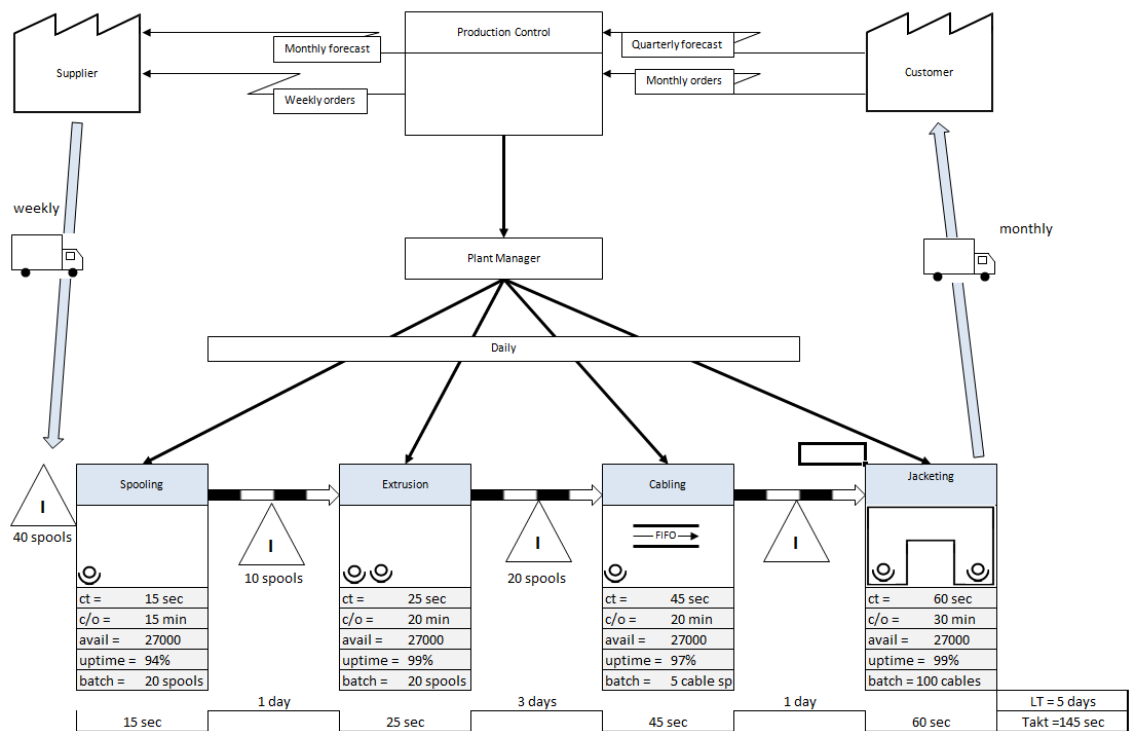 Production Control
Monthly forecast
Quarterly forecast
Supplier
Customer
Monthly orders
Weekly orders
weekly
monthly
Plant Manager
Daily
Spooling
Extrusion
Cabling
Jacketing
I
40 spools
I
10 spools
I
20 spools
FIFO
I
ct = 15 sec
c/o = 15 min
avail = 27000
uptime = 94%
batch = 20 spools
ct = 25 sec
c/o = 20 min
avail = 27000
uptime = 99%
batch = 20 spools
ct = 45 sec
c/o = 20 min
avail = 27000
uptime = 97%
batch = 5 cable sp
ct = 60 sec
c/o = 30 min
avail = 27000
uptime = 99%
batch = 100 cables
1 day
3 days
1 day
LT = 5 days
15 sec
25 sec
45 sec
60 sec
Takt =145 sec